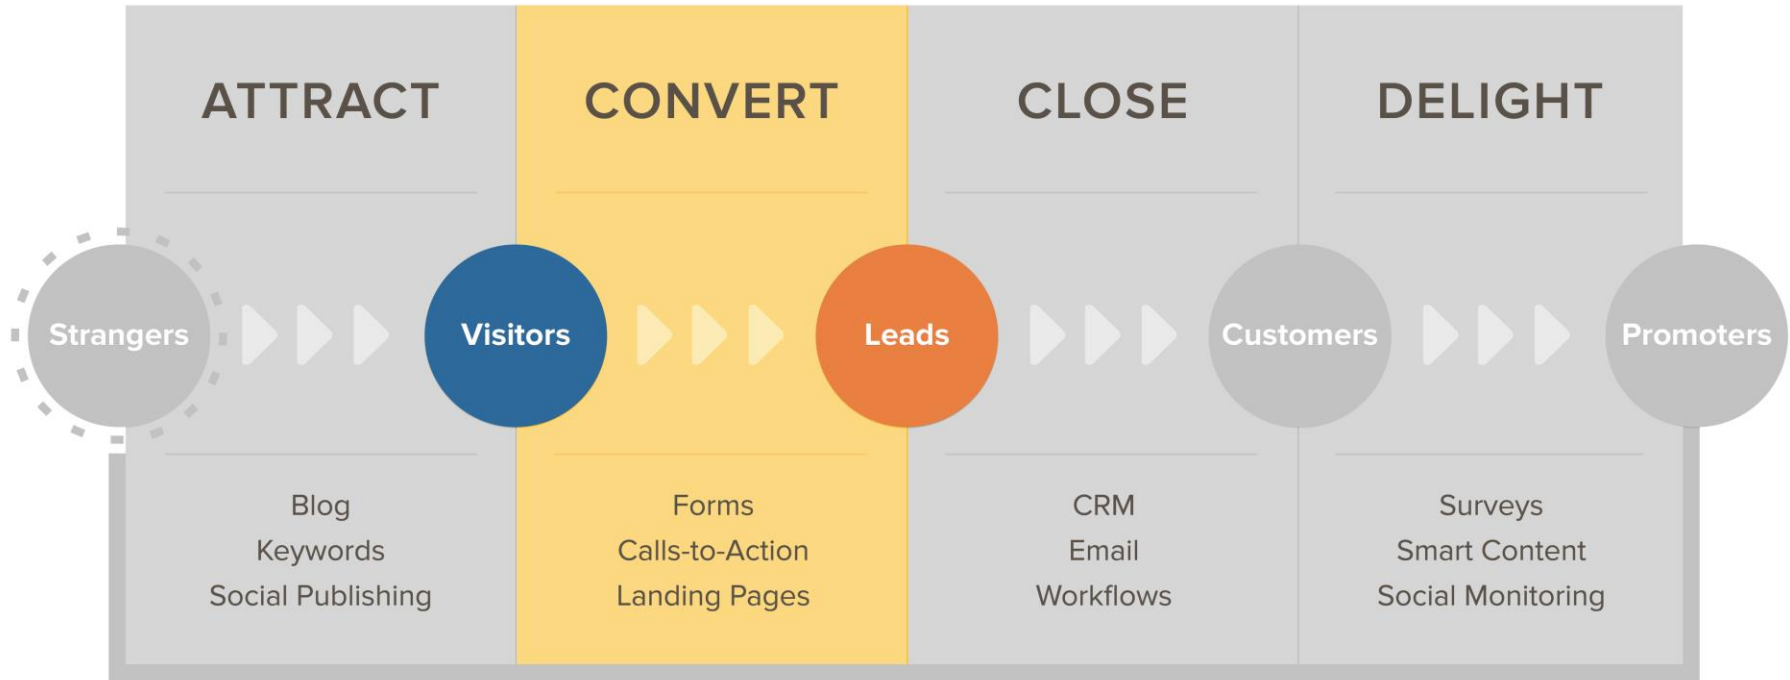 ATTRACT
CONVERT
CLOSE
DELIGHT
Strangers
Visitors
Leads
Customers
Promoters
Blog
Keywords
Social Publishing
Forms
Calls-to-Action
Landing Pages
CRM
Email
Workflows
Surveys
Smart Content
Social Monitoring